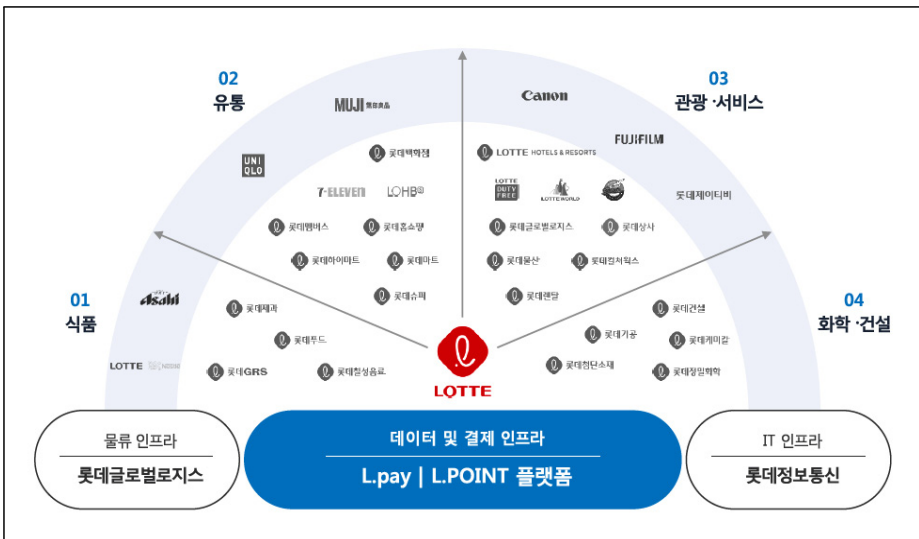 02
유통
03
관광·서비스
MUJI 無印良品
Canon
FUJIFILM
UNI
QLO
롯데백화점
LOTTE HOTELS & RESORTS
7-ELEVEn
LOHB
LOTTE
DUTY
FREE
LOTTEWORLD
롯데제이티비
롯데멤버스
롯데홈쇼핑
롯데글로벌로지스
롯데상사
롯데하이마트
롯데마트
롯데물산
롯데컬처웍스
롯데슈퍼
롯데렌탈
01
식품
04
화학·건설
Asahi
롯데제과
롯데건설
롯데푸드
롯데기공
롯데케미칼
LOTTE
롯데GRS
롯데칠성음료
롯데첨단소재
롯데정밀화학
LOTTE
물류 인프라
롯데글로벌로지스
데이터 및 결제 인프라
L.pay | L.POINT 플랫폼
IT 인프라
롯데정보통신